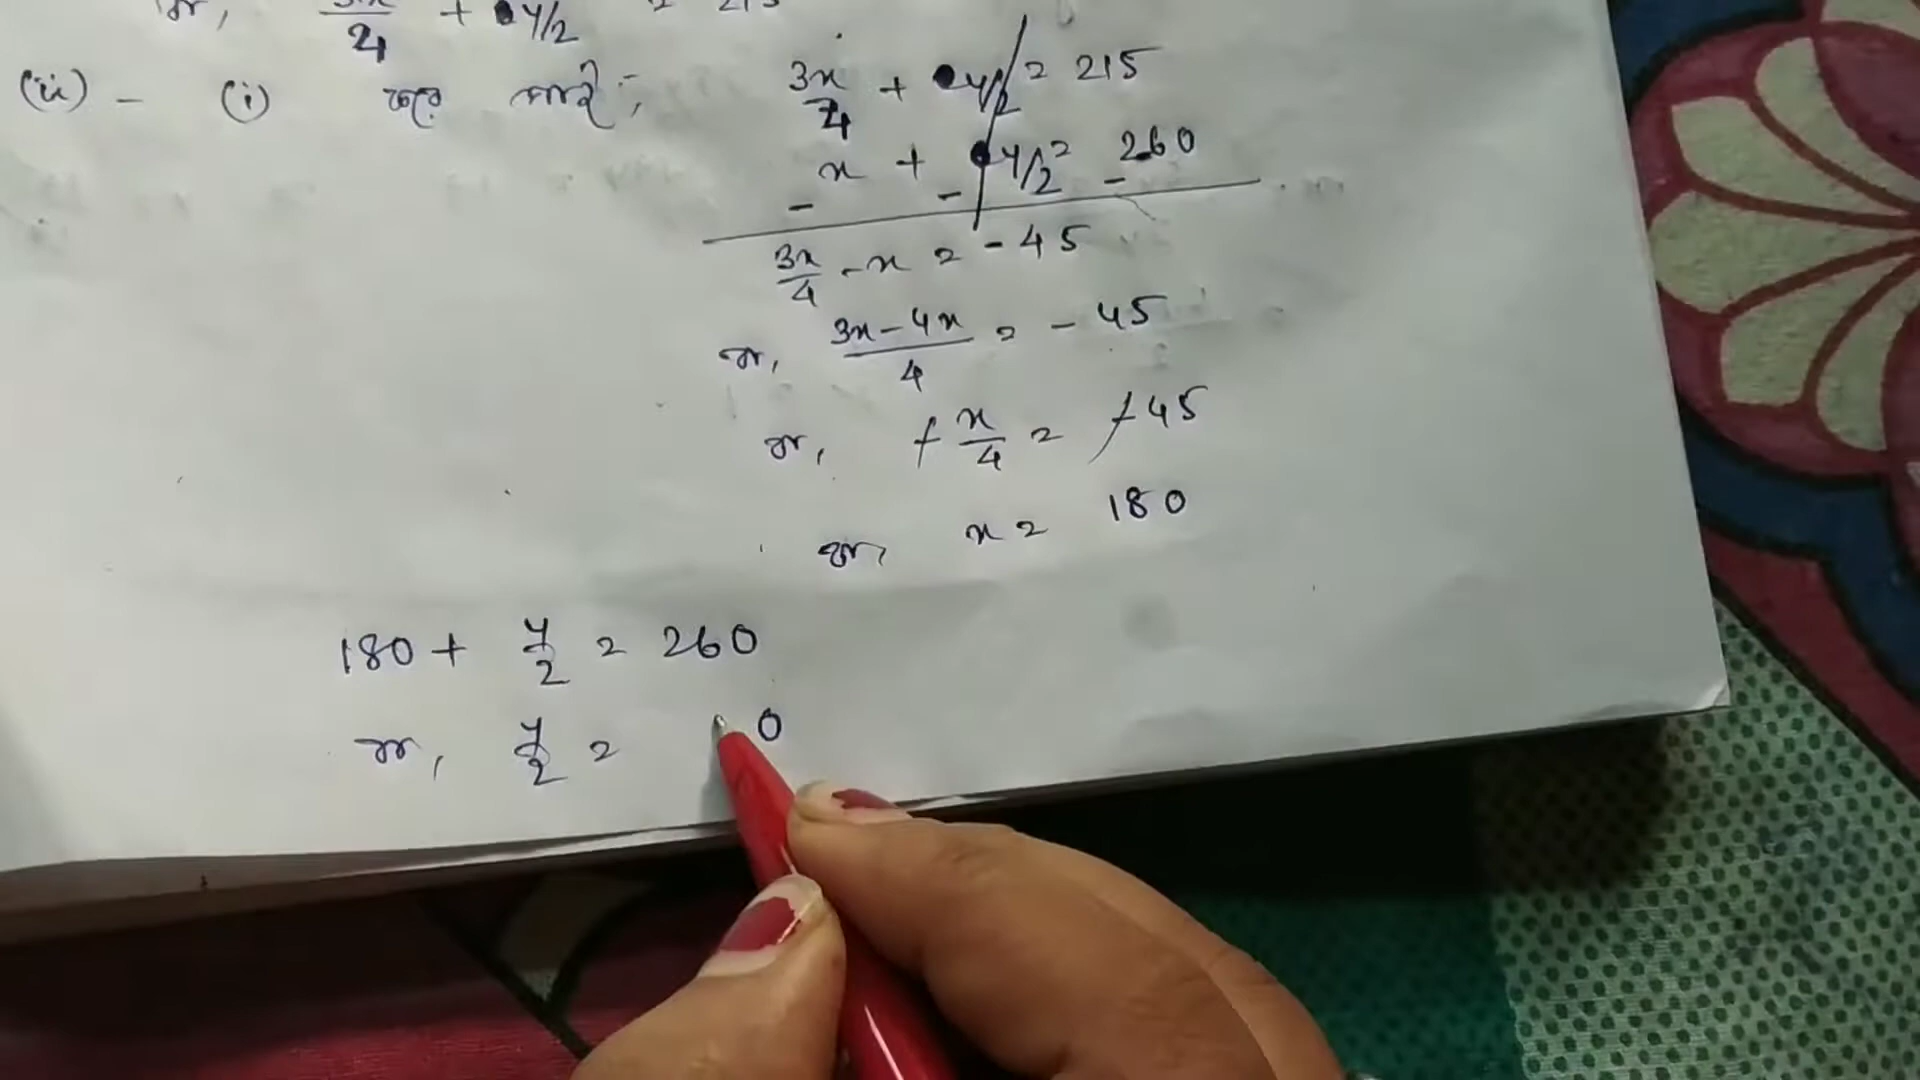 বা, 3x/4 + y/2 = 215
(ii) - (i) করে পাই;
3x/4 + y/2 = 215
x + y/2 = 260
- - -
3x/4 - x = - 45
বা, (3x - 4x)/4 = - 45
বা, - x/4 = - 45
বা, x = 180
180 + y/2 = 260
বা, y/2 = 0